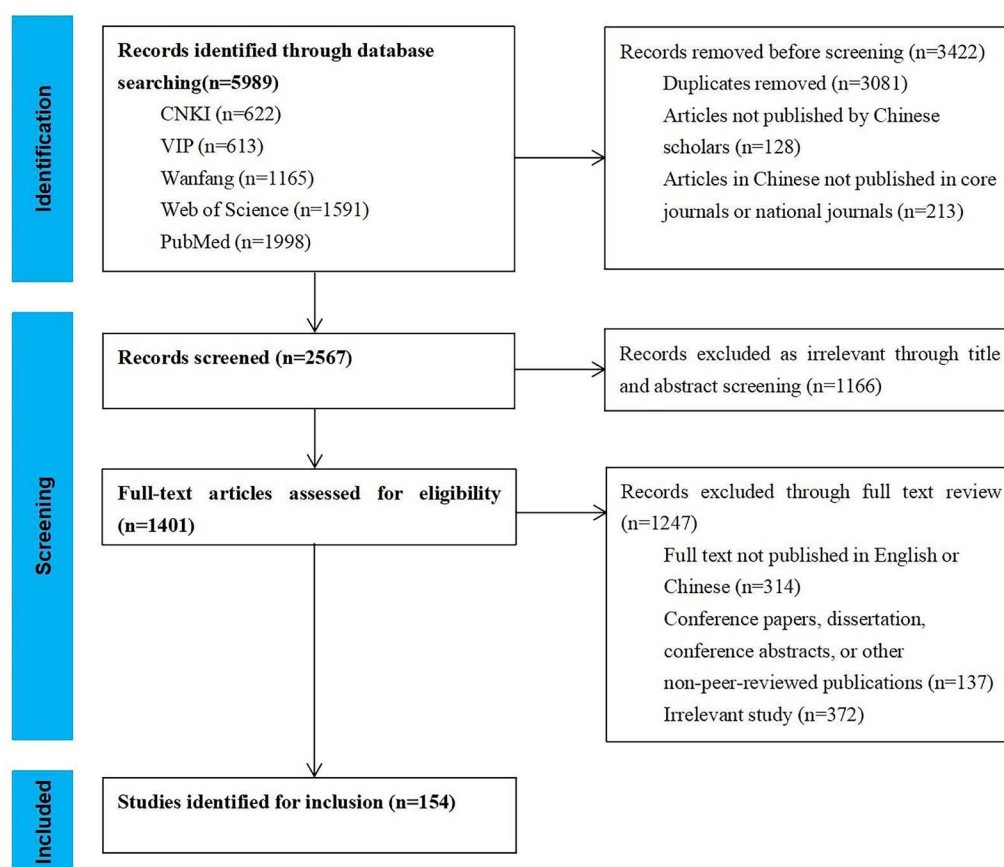 Identification
Records identified through database
searching(n=5989)
CNKI (n=622)
VIP (n=613)
Wanfang (n=1165)
Web of Science (n=1591)
PubMed (n=1998)
Records removed before screening (n=3422)
Duplicates removed (n=3081)
Articles not published by Chinese
scholars (n=128)
Articles in Chinese not published in core
journals or national journals (n=213)
Screening
Records screened (n=2567)
Records excluded as irrelevant through title
and abstract screening (n=1166)
Full-text articles assessed for eligibility
(n=1401)
Records excluded through full text review
(n=1247)
Full text not published in English or
Chinese (n=314)
Conference papers, dissertation,
conference abstracts, or other
non-peer-reviewed publications (n=137)
Irrelevant study (n=372)
Included
Studies identified for inclusion (n=154)